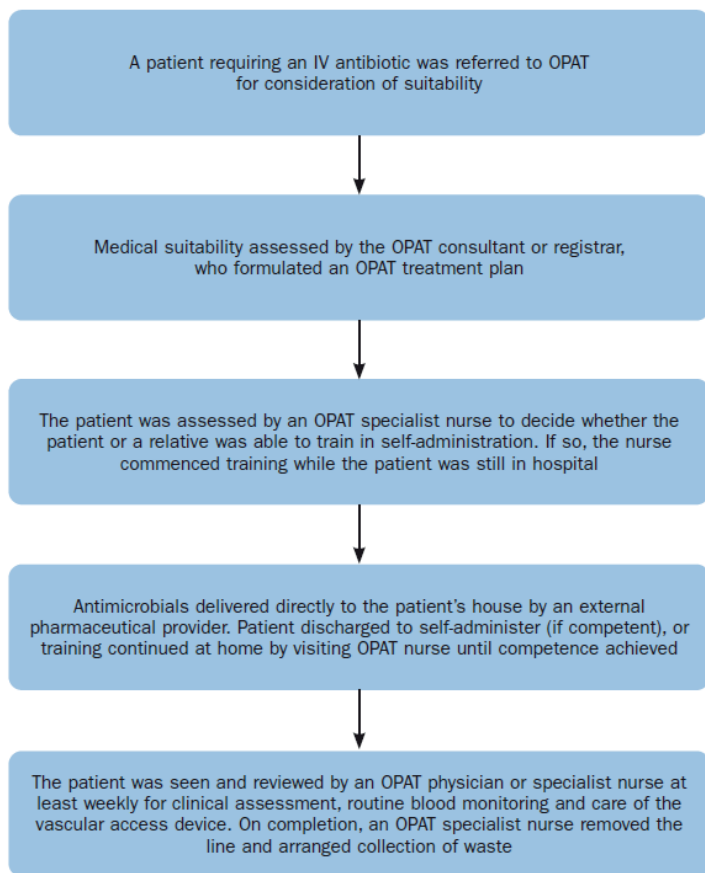 A patient requiring an IV antibiotic was referred to OPAT
for consideration of suitability
Medical suitability assessed by the OPAT consultant or registrar,
who formulated an OPAT treatment plan
The patient was assessed by an OPAT specialist nurse to decide whether the
patient or a relative was able to train in self-administration. If so, the nurse
commenced training while the patient was still in hospital
Antimicrobials delivered directly to the patient’s house by an external
pharmaceutical provider. Patient discharged to self-administer (if competent), or
training continued at home by visiting OPAT nurse until competence achieved
The patient was seen and reviewed by an OPAT physician or specialist nurse at
least weekly for clinical assessment, routine blood monitoring and care of the
vascular access device. On completion, an OPAT specialist nurse removed the
line and arranged collection of waste